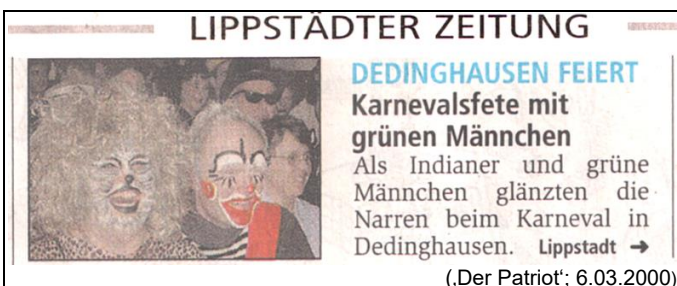 LIPPSTÄDTER ZEITUNG
DEDINGHAUSEN FEIERT
Karnevalsfete mit
grünen Männchen
Als Indianer und grüne
Männchen glänzten die
Narren beim Karneval in
Dedinghausen. Lippstadt ➔
(‚Der Patriot‘; 6.03.2000)